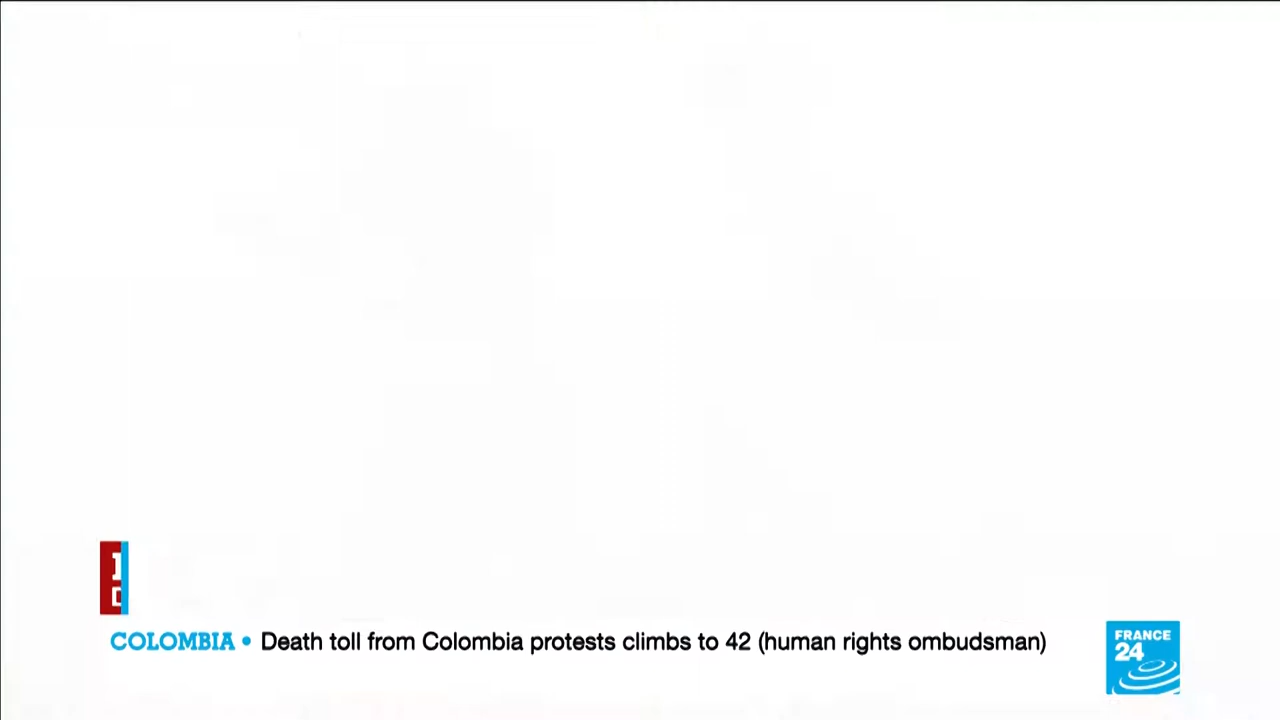 COLOMBIA • Death toll from Colombia protests climbs to 42 (human rights ombudsman)
FRANCE
24